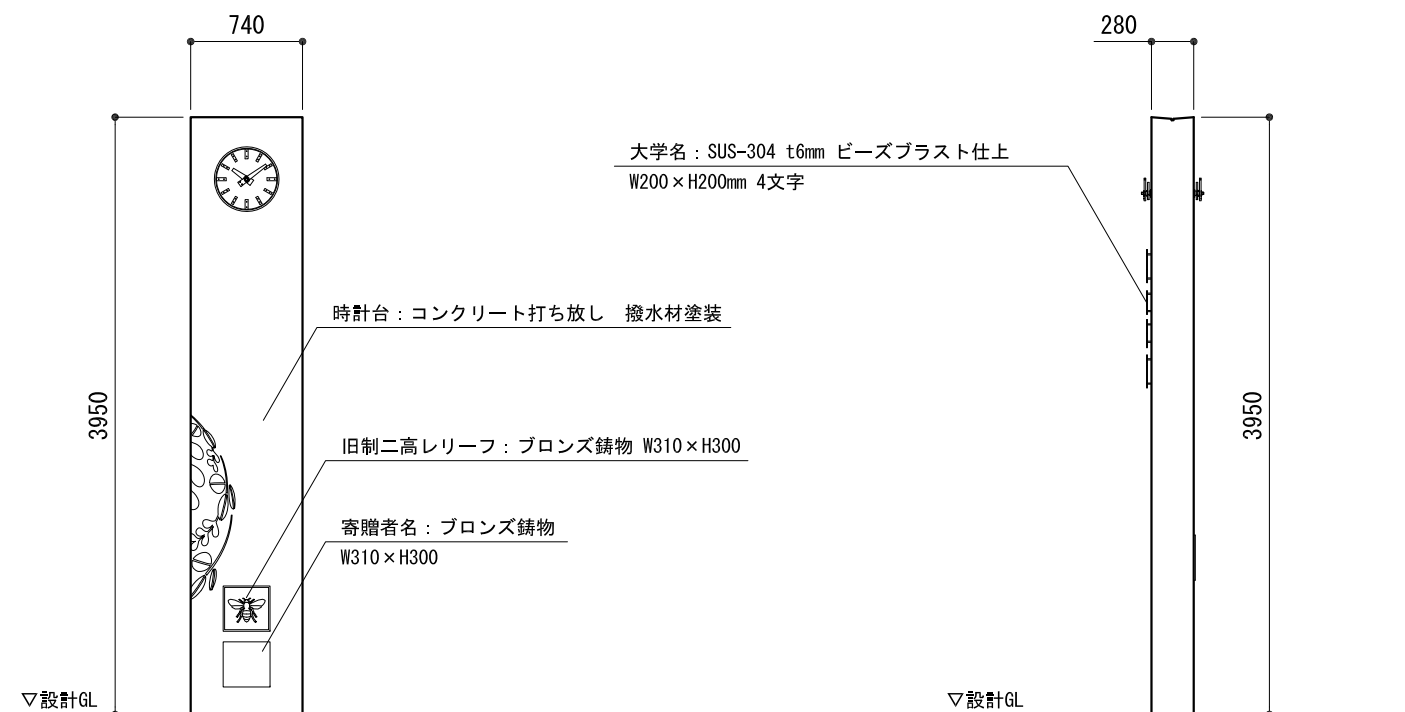 740
280
大学名：SUS-304 t6mm ビーズブラスト仕上
W200×H200mm 4文字
時計台：コンクリート打ち放し　撥水材塗装
3950
3950
旧制二高レリーフ：ブロンズ鋳物 W310×H300
寄贈者名：ブロンズ鋳物
W310×H300
▽設計GL
▽設計GL